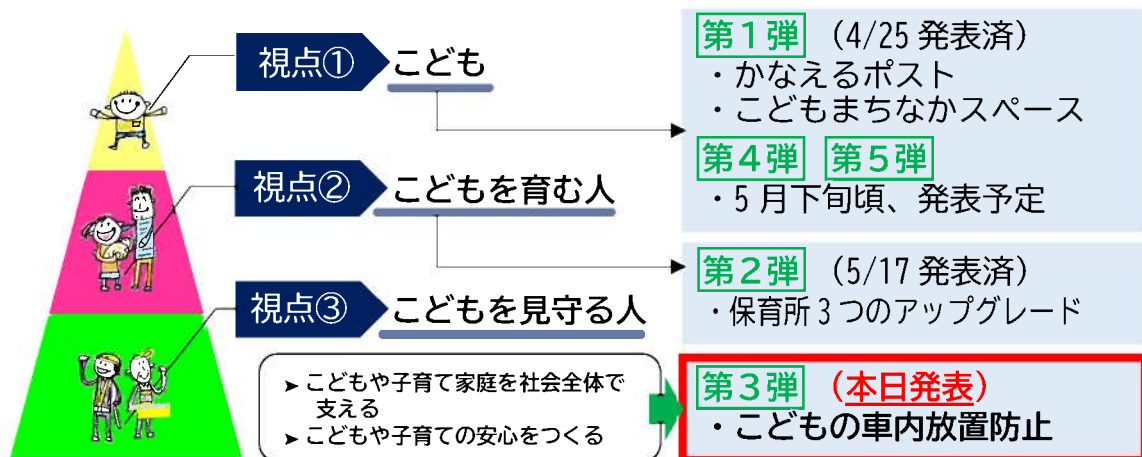 視点① こども
視点② こどもを育む人
視点③ こどもを見守る人
➤ こどもや子育て家庭を社会全体で
支える
➤ こどもや子育ての安心をつくる
第1弾 (4/25 発表済)
・かなえるポスト
・こどもまちなかスペース
第4弾 第5弾
・5月下旬頃、発表予定
第2弾 (5/17 発表済)
・保育所3つのアップグレード
第3弾 (本日発表)
・こどもの車内放置防止